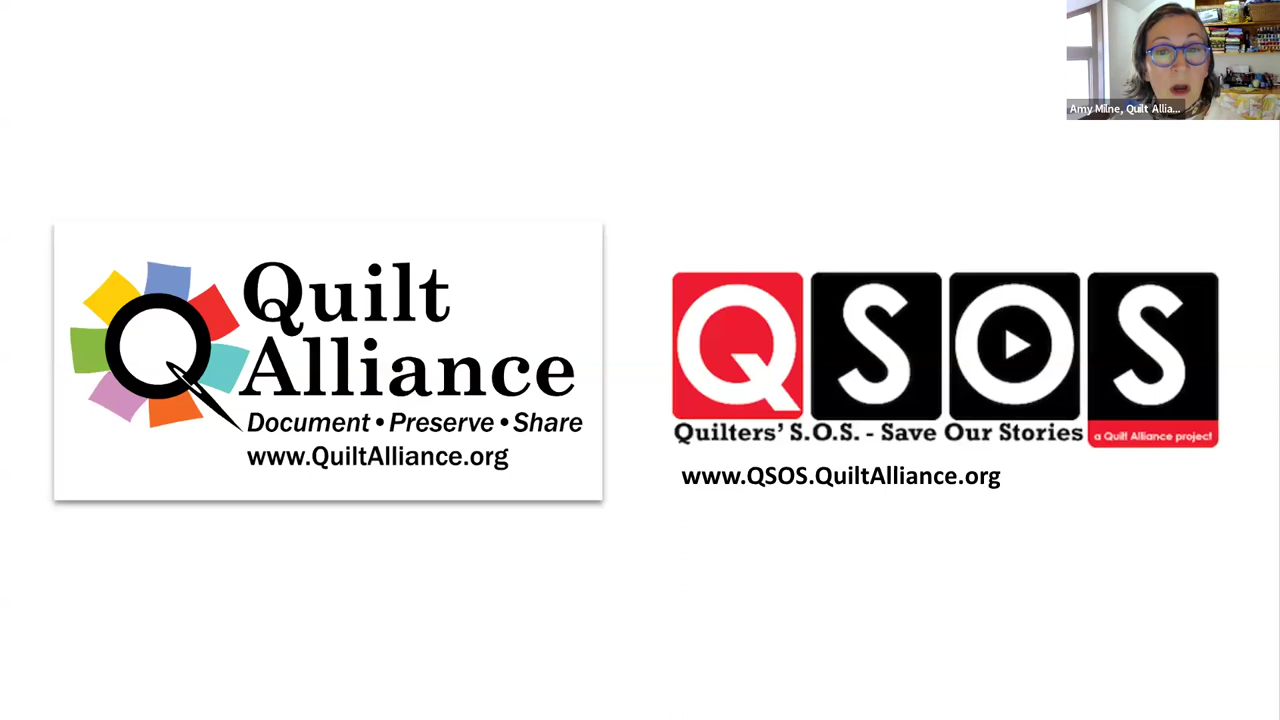 Amy Milne, Quilt Allia...
Quilt
Alliance
Document • Preserve • Share
www.QuiltAlliance.org
QSOS
Quilters' S.O.S. - Save Our Stories
a Quilt Alliance project
www.QSOS.QuiltAlliance.org